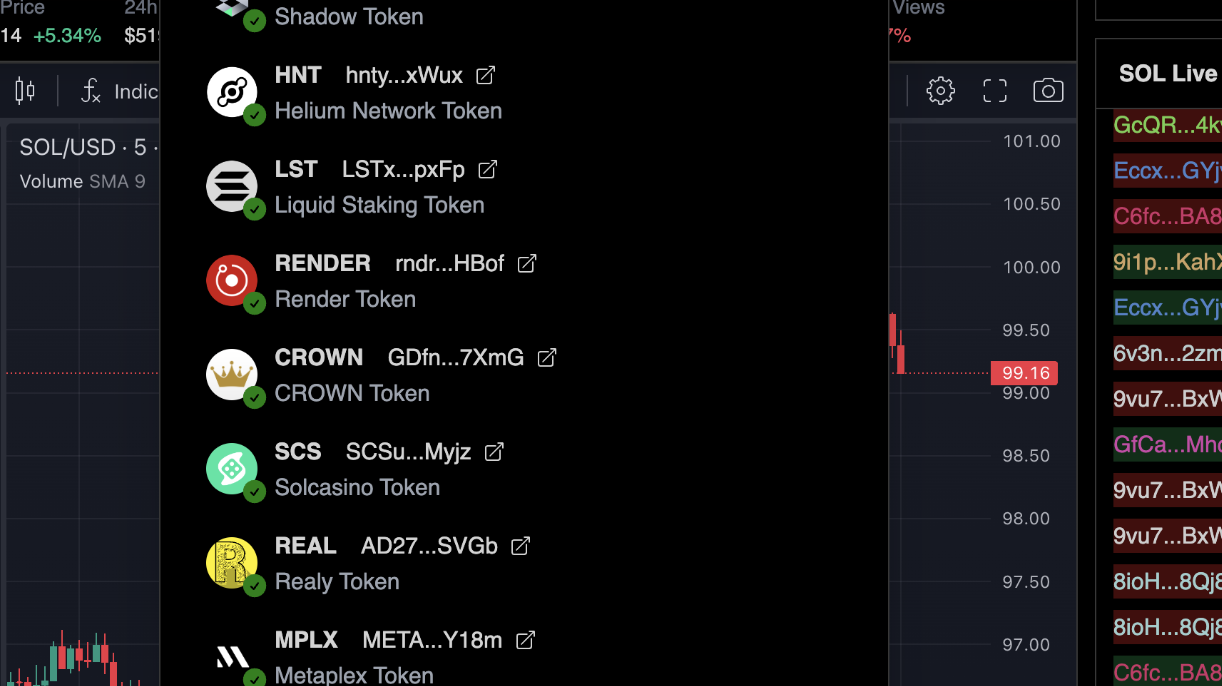 Price
24h
Views
14 +5.34% $51
7%
Indic
SOL/USD · 5 ·
Volume SMA 9
Shadow Token
HNT hnty...xWux
Helium Network Token
LST LSTx...pxFp
Liquid Staking Token
RENDER rndr...HBof
Render Token
CROWN GDfn...7XmG
CROWN Token
SCS SCSu...Myjz
Solcasino Token
REAL AD27...SVGb
Realy Token
MPLX META...Y18m
Metaplex Token
101.00
100.50
100.00
99.50
99.16
99.00
98.50
98.00
97.50
97.00
SOL Live
GcQR...4k
Eccx...GYj
C6fc...BA8
9i1p...KahX
Eccx...GYj
6v3n...2zm
9vu7...BxW
GfCa...Mh
9vu7...BxW
9vu7...BxW
8ioH...8Qj8
8ioH...8Qj8
C6fc...BA8